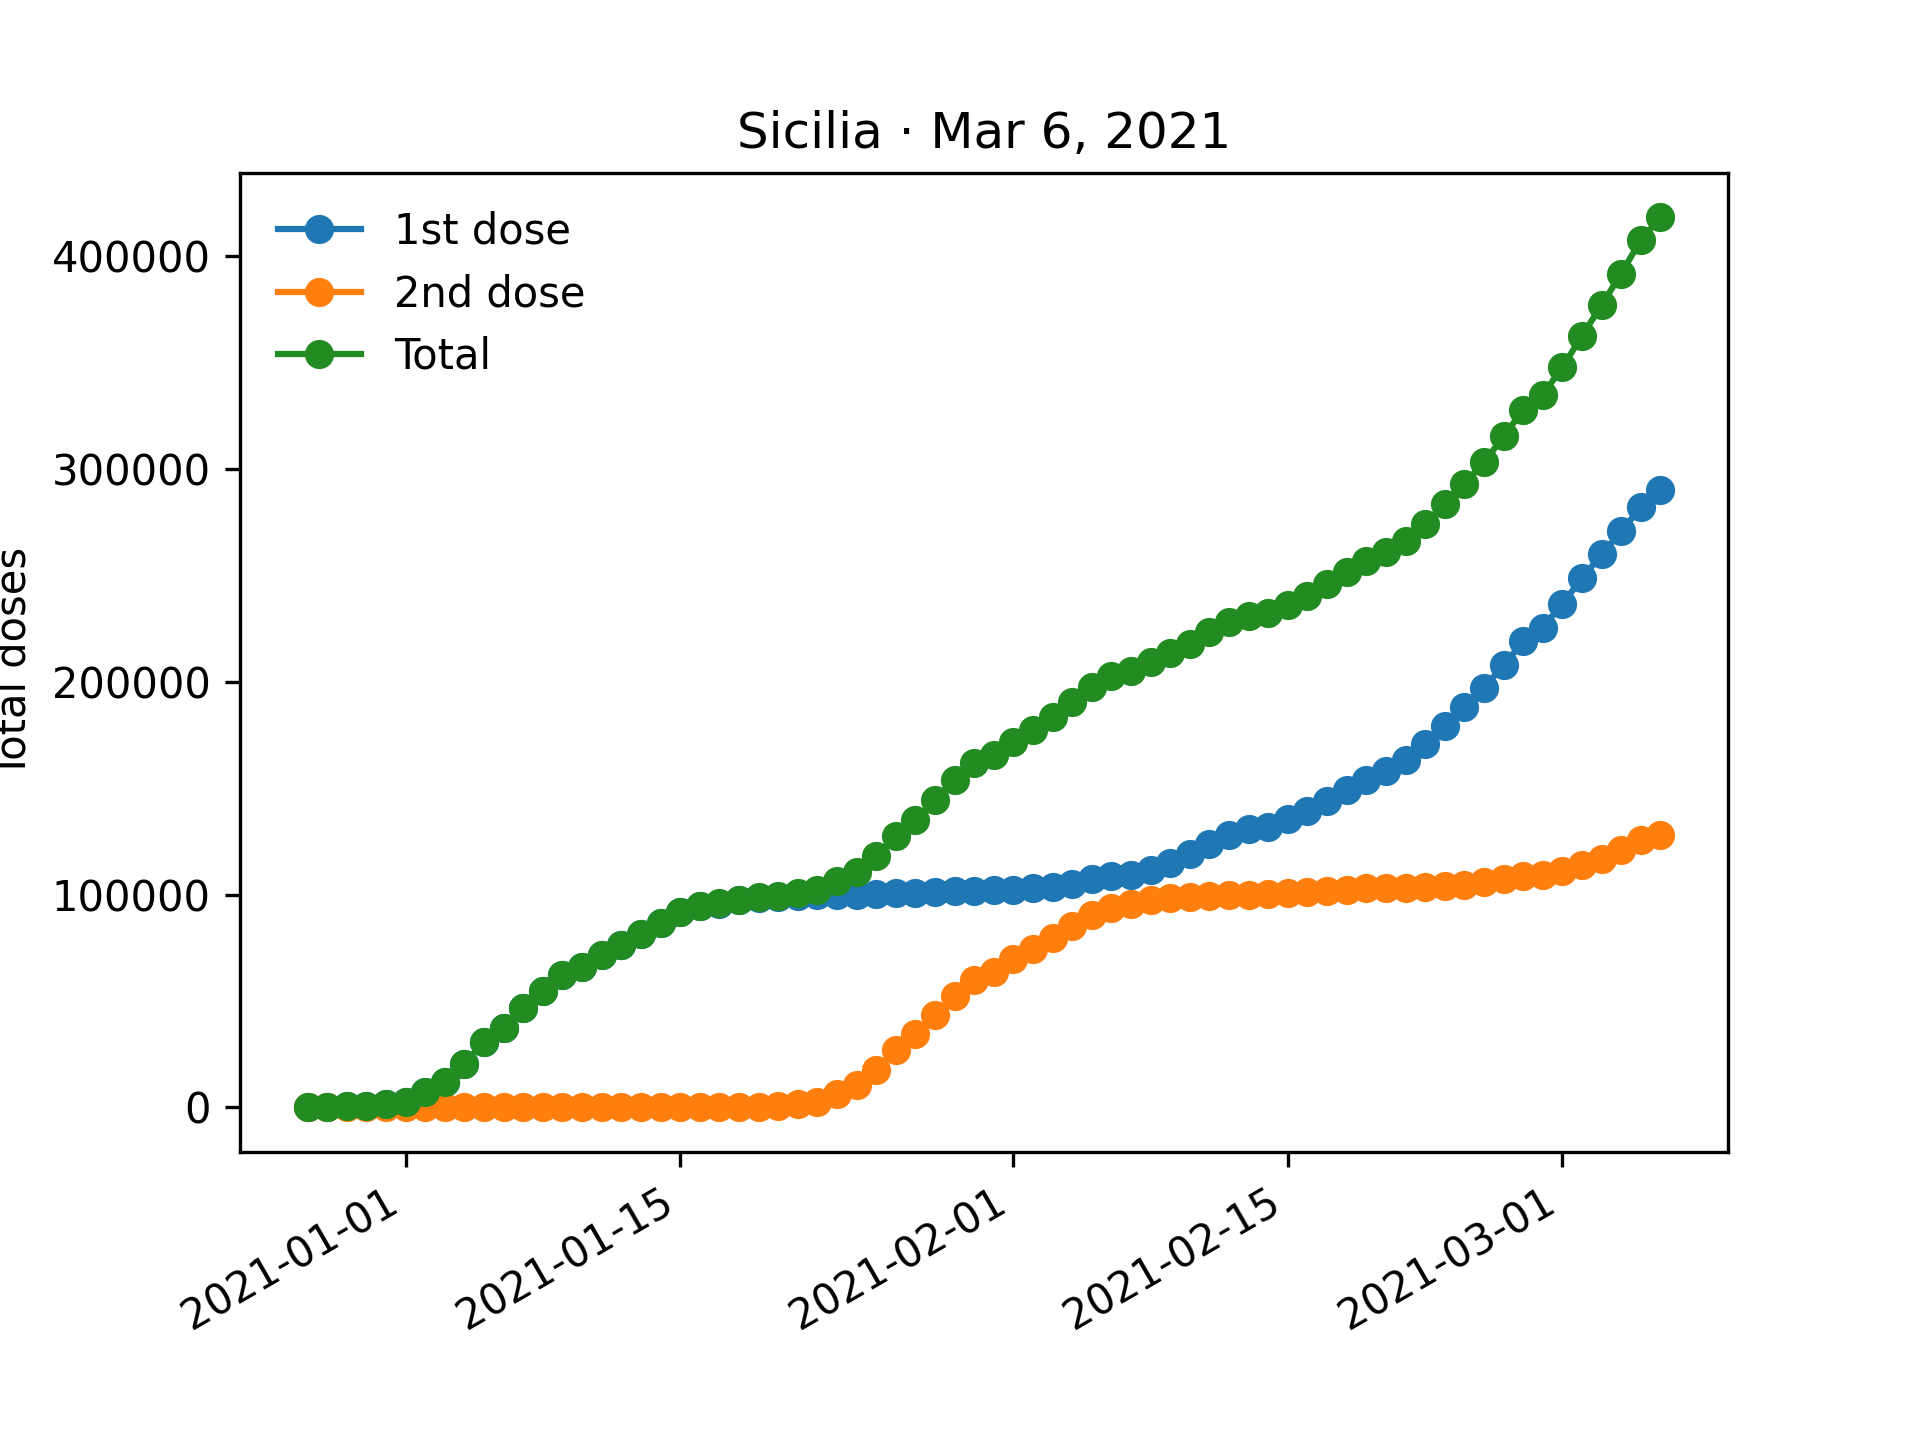 Sicilia · Mar 6, 2021
1st dose
2nd dose
Total
400000
300000
200000
100000
0
Total doses
2021-01-01
2021-01-15
2021-02-01
2021-02-15
2021-03-01